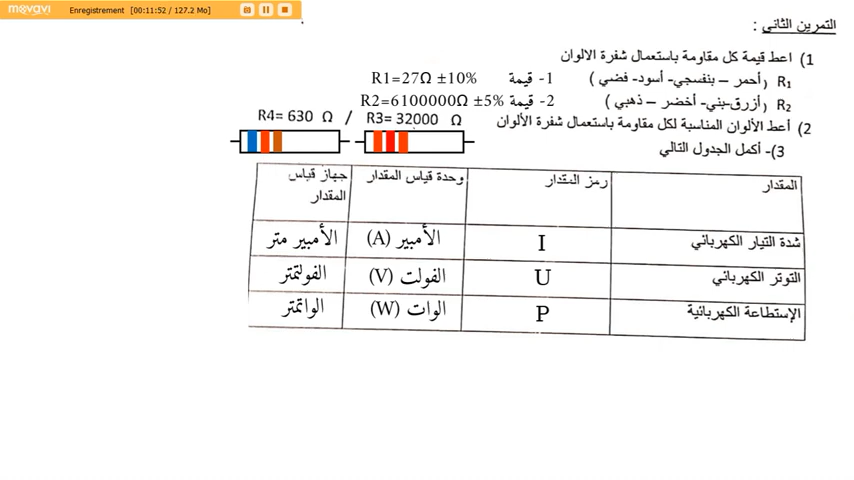 movavi Enregistrement [00:11:52 / 127.2 Mo]
التمرين الثاني :
1) اعط قيمة كل مقاومة باستعمال شفرة الالوان
R₁ (أحمر – بنفسجي- أسود- فضي ) 1- قيمة R1=27Ω ±10%
R₂ (أزرق-بني- أخضر – ذهبي ) 2- قيمة R2=6100000Ω ±5%
2) أعط الألوان المناسبة لكل مقاومة باستعمال شفرة الألوان
R4= 630 Ω / R3= 32000 Ω
3)- أكمل الجدول التالي
المقدار رمز المقدار وحدة قياس المقدار جهاز قياس
المقدار
شدة التيار الكهربائي I الأمبير (A) الأمبير متر
التوتر الكهربائي U الفولت (V) الفولتمتر
الإستطاعة الكهربائية P الوات (W) الواتمتر